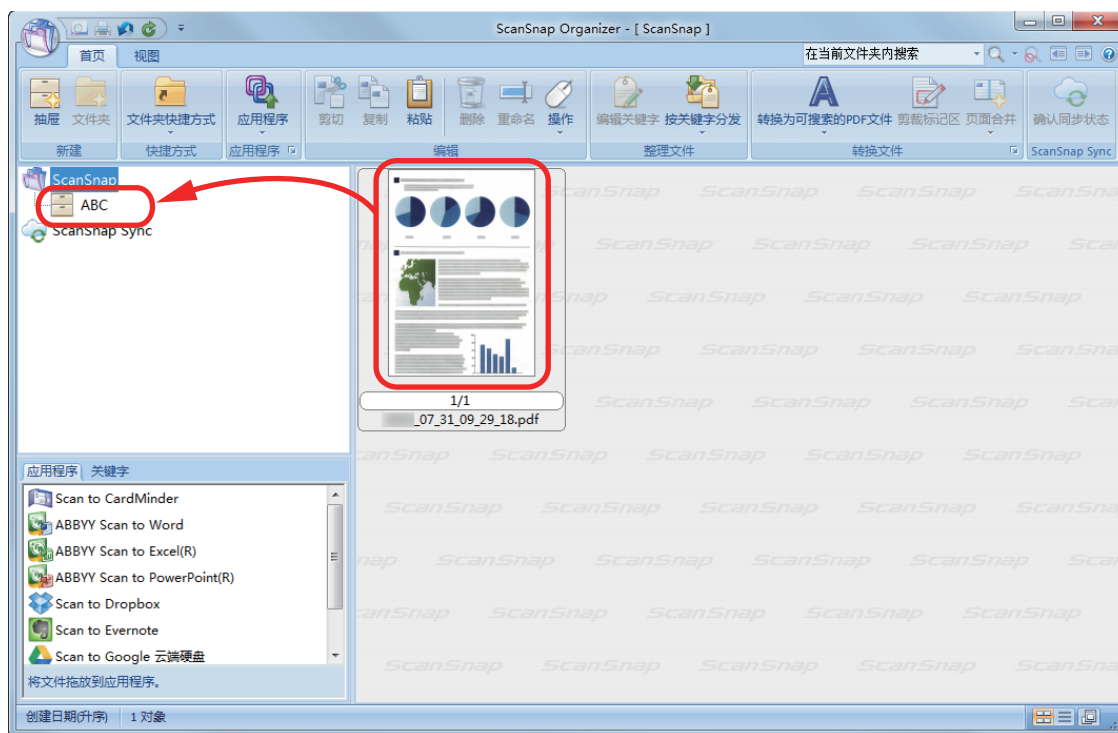 ScanSnap Organizer - [ ScanSnap ]
首页 视图
在当前文件夹内搜索
抽屉 文件夹 文件夹快捷方式 应用程序 剪切 复制 粘贴 删除 重命名 操作 编辑关键字 按关键字分发 转换为可搜索的PDF文件 剪裁标记区 页面合并 确认同步状态
新建 快捷方式 应用程序 编辑 整理文件 转换文件 ScanSnap Sync
ScanSnap
ABC
ScanSnap Sync
1/1
_07_31_09_29_18.pdf
应用程序 关键字
Scan to CardMinder
ABBYY Scan to Word
ABBYY Scan to Excel(R)
ABBYY Scan to PowerPoint(R)
Scan to Dropbox
Scan to Evernote
Scan to Google 云端硬盘
将文件拖放到应用程序。
创建日期(升序) 1 对象